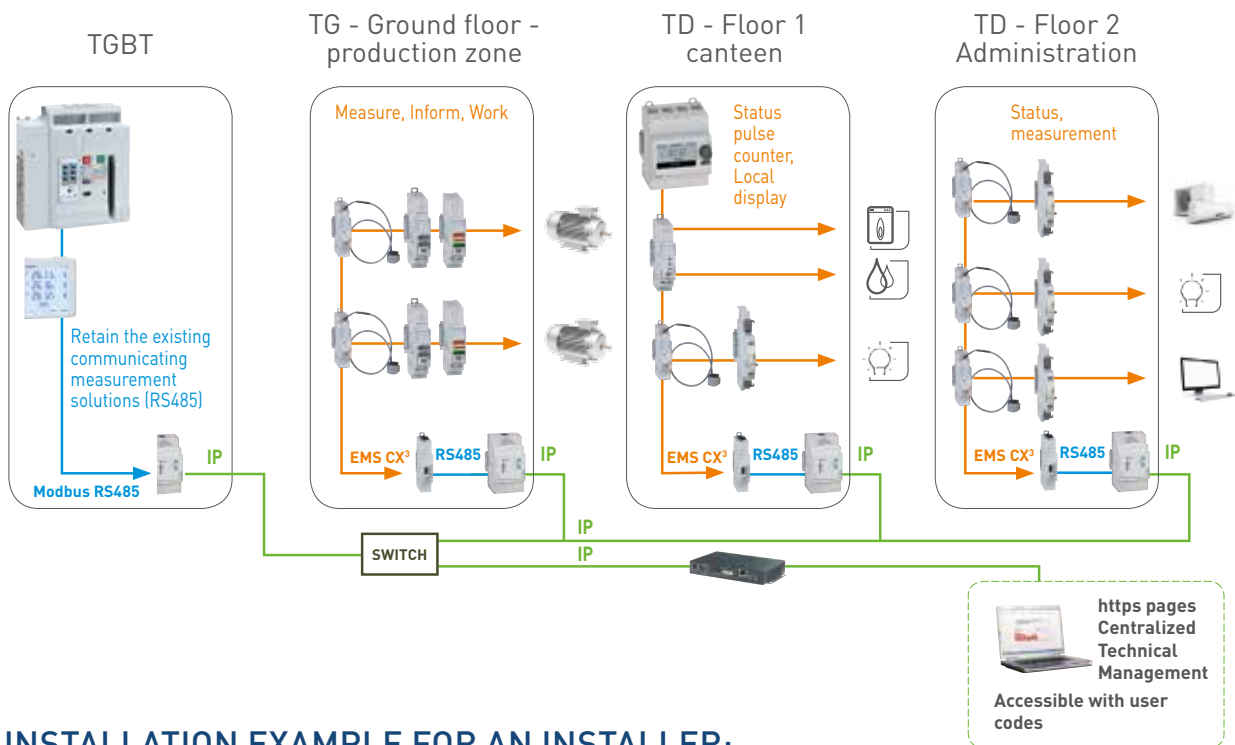 TGBT
TG - Ground floor -
production zone
TD - Floor 1
canteen
TD - Floor 2
Administration
Measure, Inform, Work
Status
pulse
counter,
Local
display
Status,
measurement
Retain the existing
communicating
measurement
solutions (RS485)
Modbus RS485
IP
EMS CX³
RS485
IP
EMS CX³
RS485
IP
EMS CX³
RS485
IP
SWITCH
IP
IP
https pages
Centralized
Technical
Management
Accessible with user
codes
INSTALLATION EXAMPLE FOR AN INSTALLER: